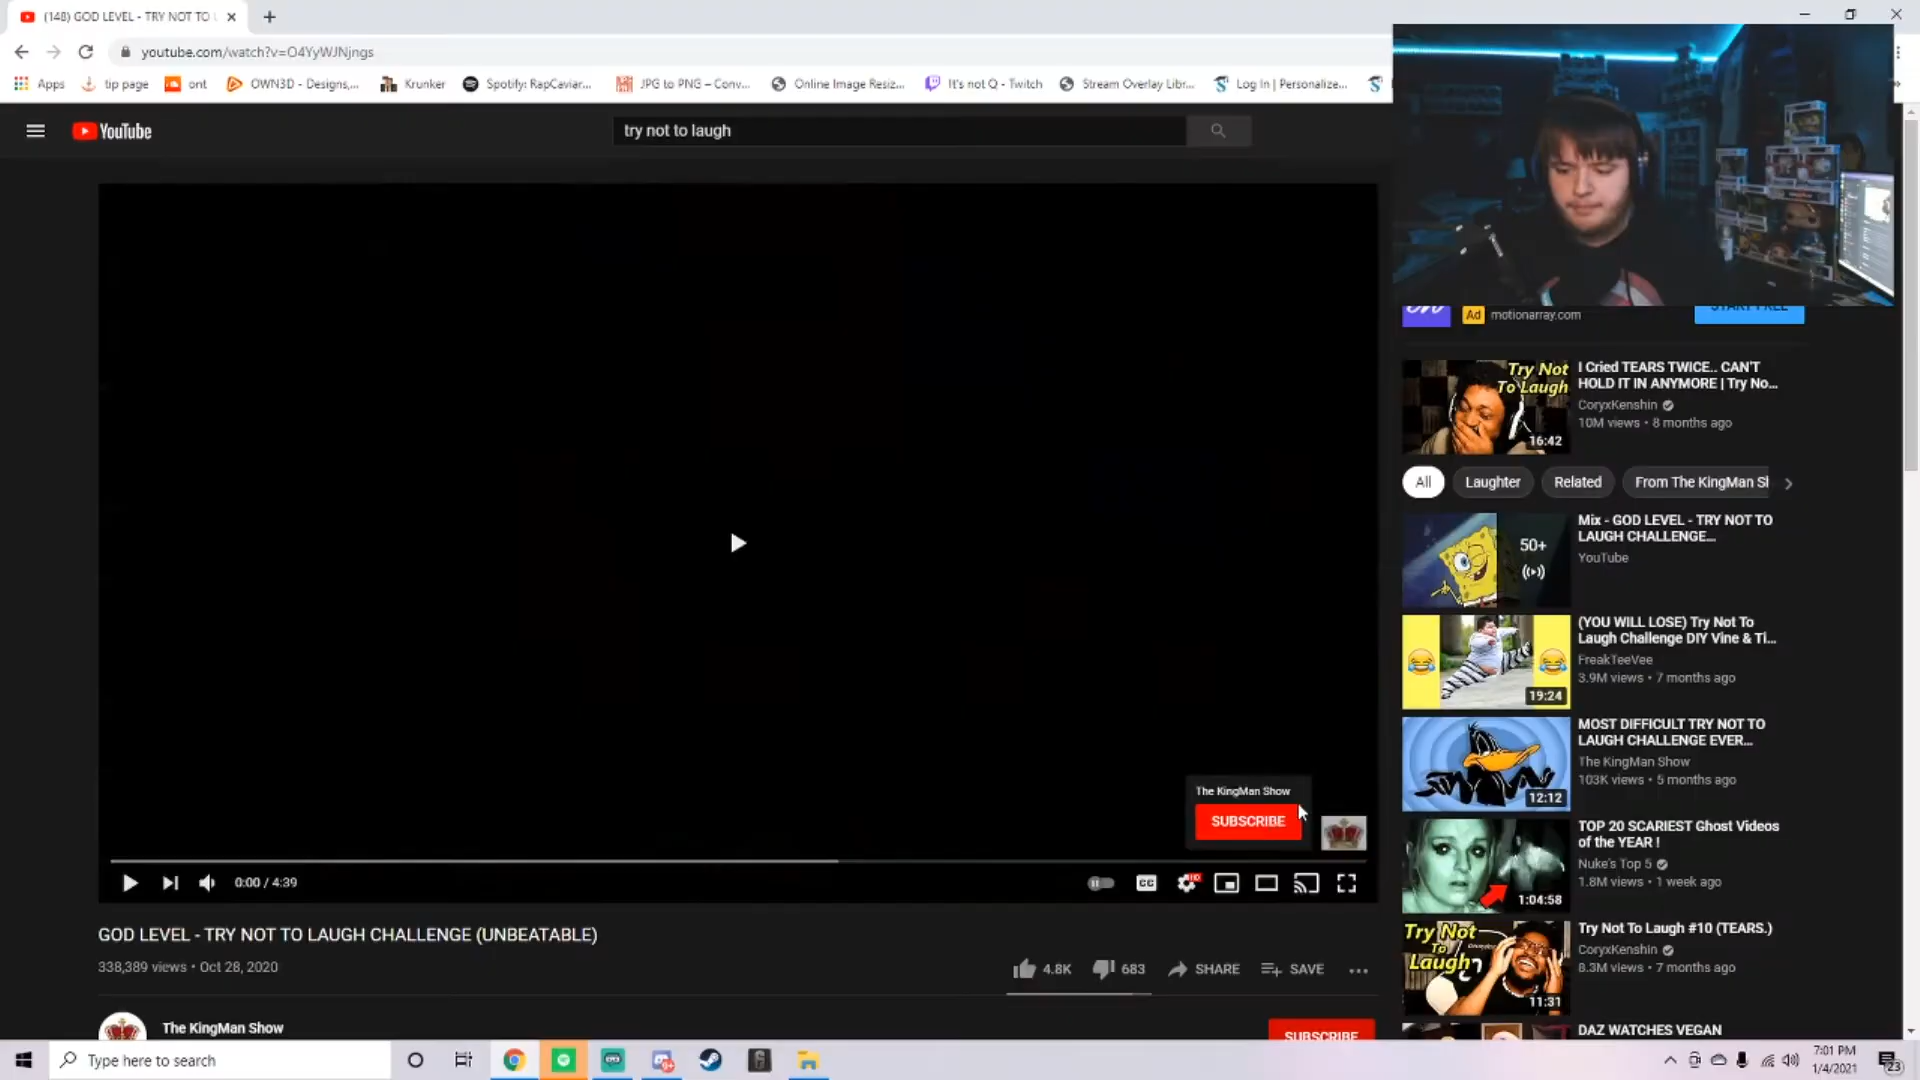 (148) GOD LEVEL - TRY NOT TO
youtube.com/watch?v=O4YyWJNjngs
Apps
tip page
ont
OWN3D - Designs,...
Krunker
Spotify: RapCaviar...
JPG to PNG – Conv...
Online Image Resiz...
It's not Q - Twitch
Stream Overlay Libr...
Log In | Personalize...
YouTube
try not to laugh
Ad motionarray.com
START FREE
Try Not
To Laugh
16:42
I Cried TEARS TWICE.. CAN'T
HOLD IT IN ANYMORE | Try No...
CoryxKenshin
10M views • 8 months ago
All
Laughter
Related
From The KingMan Sl
50+
Mix - GOD LEVEL - TRY NOT TO
LAUGH CHALLENGE...
YouTube
19:24
(YOU WILL LOSE) Try Not To
Laugh Challenge DIY Vine & Ti...
FreakTeeVee
3.9M views • 7 months ago
12:12
MOST DIFFICULT TRY NOT TO
LAUGH CHALLENGE EVER...
The KingMan Show
103K views • 5 months ago
1:04:58
TOP 20 SCARIEST Ghost Videos
of the YEAR !
Nuke's Top 5
1.8M views • 1 week ago
Try Not
To
Laugh
11:31
Try Not To Laugh #10 (TEARS.)
CoryxKenshin
8.3M views • 7 months ago
DAZ WATCHES VEGAN
The KingMan Show
SUBSCRIBE
0:00 / 4:39
CC
HD
GOD LEVEL - TRY NOT TO LAUGH CHALLENGE (UNBEATABLE)
338,389 views • Oct 28, 2020
4.8K
683
SHARE
SAVE
The KingMan Show
SUBSCRIBE
Type here to search
7:01 PM
1/4/2021
23